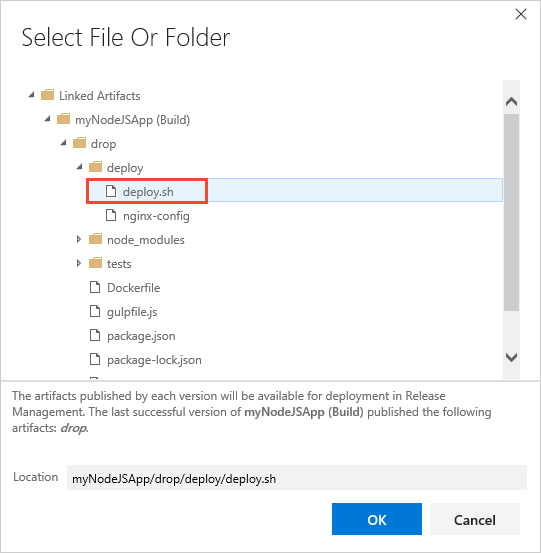 Select File Or Folder
Linked Artifacts
myNodeJSApp (Build)
drop
deploy
deploy.sh
nginx-config
node_modules
tests
Dockerfile
gulpfile.js
package.json
package-lock.json
The artifacts published by each version will be available for deployment in Release
Management. The last successful version of myNodeJSApp (Build) published the following
artifacts: drop.
Location myNodeJSApp/drop/deploy/deploy.sh
OK Cancel